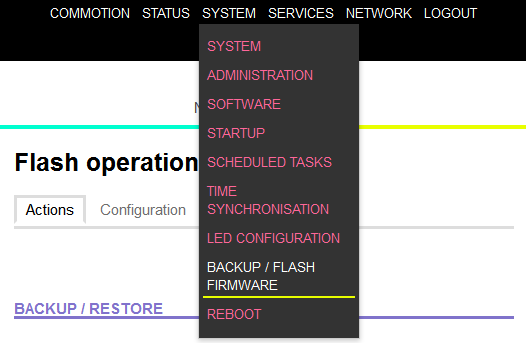 COMMOTION STATUS SYSTEM SERVICES NETWORK LOGOUT
SYSTEM
ADMINISTRATION
SOFTWARE
STARTUP
SCHEDULED TASKS
TIME
SYNCHRONISATION
LED CONFIGURATION
BACKUP / FLASH
FIRMWARE
REBOOT
Flash operation
Actions Configuration
BACKUP / RESTORE